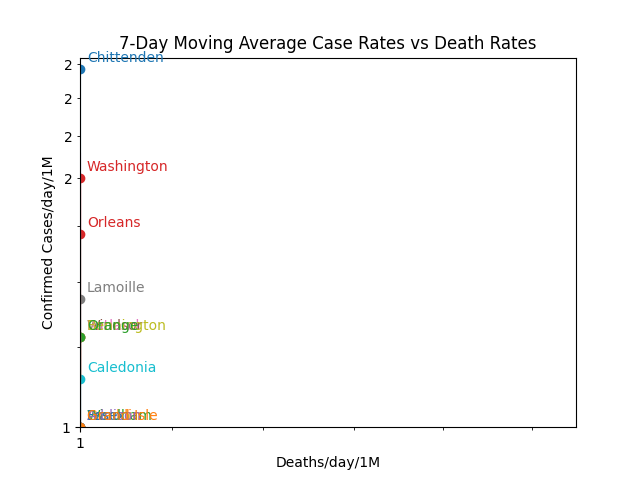 7-Day Moving Average Case Rates vs Death Rates
2
Chittenden
2
2
2
Washington
Orleans
Lamoille
Caledonia
1
1
Confirmed Cases/day/1M
Deaths/day/1M